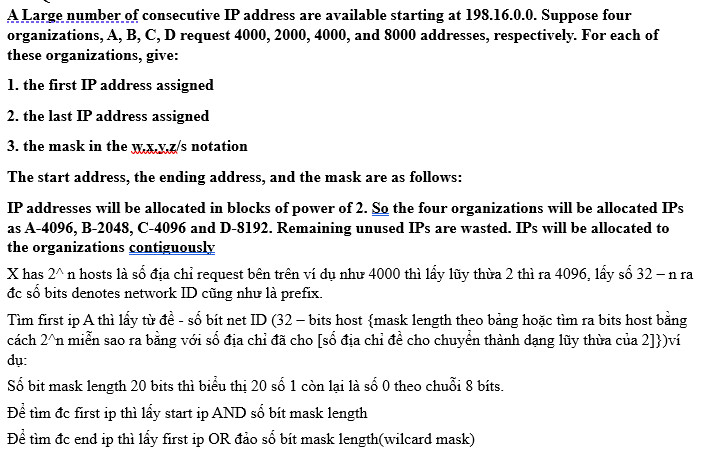 A Large number of consecutive IP address are available starting at 198.16.0.0. Suppose four
organizations, A, B, C, D request 4000, 2000, 4000, and 8000 addresses, respectively. For each of
these organizations, give:
1. the first IP address assigned
2. the last IP address assigned
3. the mask in the w.x.y.z/s notation
The start address, the ending address, and the mask are as follows:
IP addresses will be allocated in blocks of power of 2. So the four organizations will be allocated IPs
as A-4096, B-2048, C-4096 and D-8192. Remaining unused IPs are wasted. IPs will be allocated to
the organizations contiguously
X has 2^ n hosts là số địa chỉ request bên trên ví dụ như 4000 thì lấy lũy thừa 2 thì ra 4096, lấy số 32 – n ra
đc số bits denotes network ID cũng như là prefix.
Tìm first ip A thì lấy từ đề - số bít net ID (32 – bits host {mask length theo bảng hoặc tìm ra bits host bằng
cách 2^n miễn sao ra bằng với số địa chỉ đã cho [số địa chỉ đề cho chuyển thành dạng lũy thừa của 2]})ví
dụ:
Số bit mask length 20 bits thì biểu thị 20 số 1 còn lại là số 0 theo chuỗi 8 bíts.
Để tìm đc first ip thì lấy start ip AND số bít mask length
Để tìm đc end ip thì lấy first ip OR đảo số bít mask length(wilcard mask)